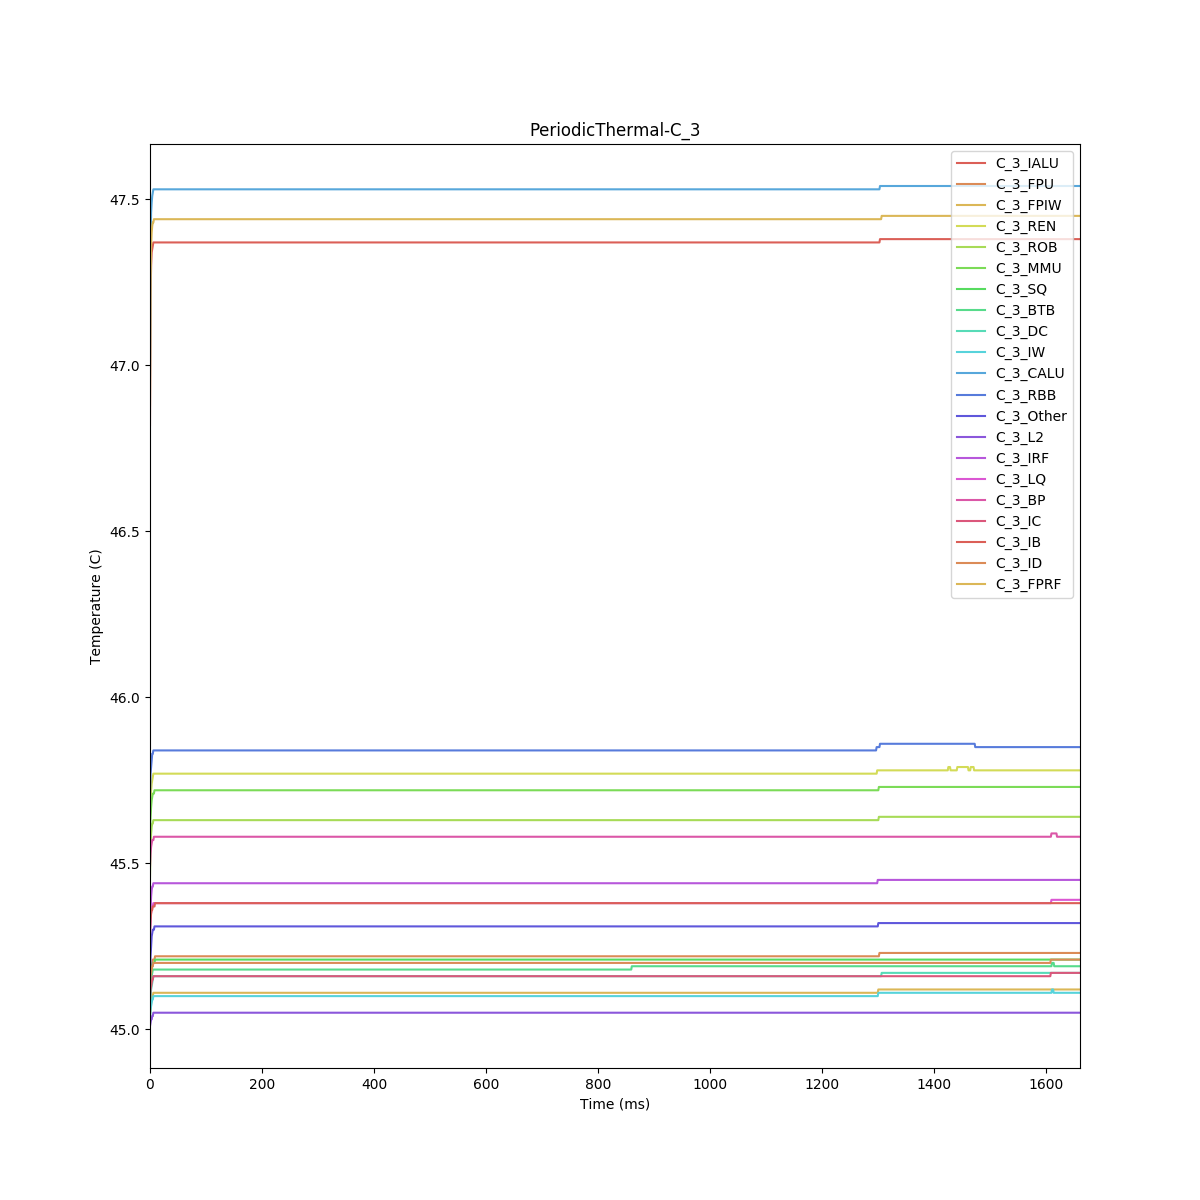 PeriodicThermal-C_3
47.5
47.0
46.5
46.0
45.5
45.0
Temperature (C)
C_3_IALU
C_3_FPU
C_3_FPIW
C_3_REN
C_3_ROB
C_3_MMU
C_3_SQ
C_3_BTB
C_3_DC
C_3_IW
C_3_CALU
C_3_RBB
C_3_Other
C_3_L2
C_3_IRF
C_3_LQ
C_3_BP
C_3_IC
C_3_IB
C_3_ID
C_3_FPRF
0 200 400 600 800 1000 1200 1400 1600
Time (ms)